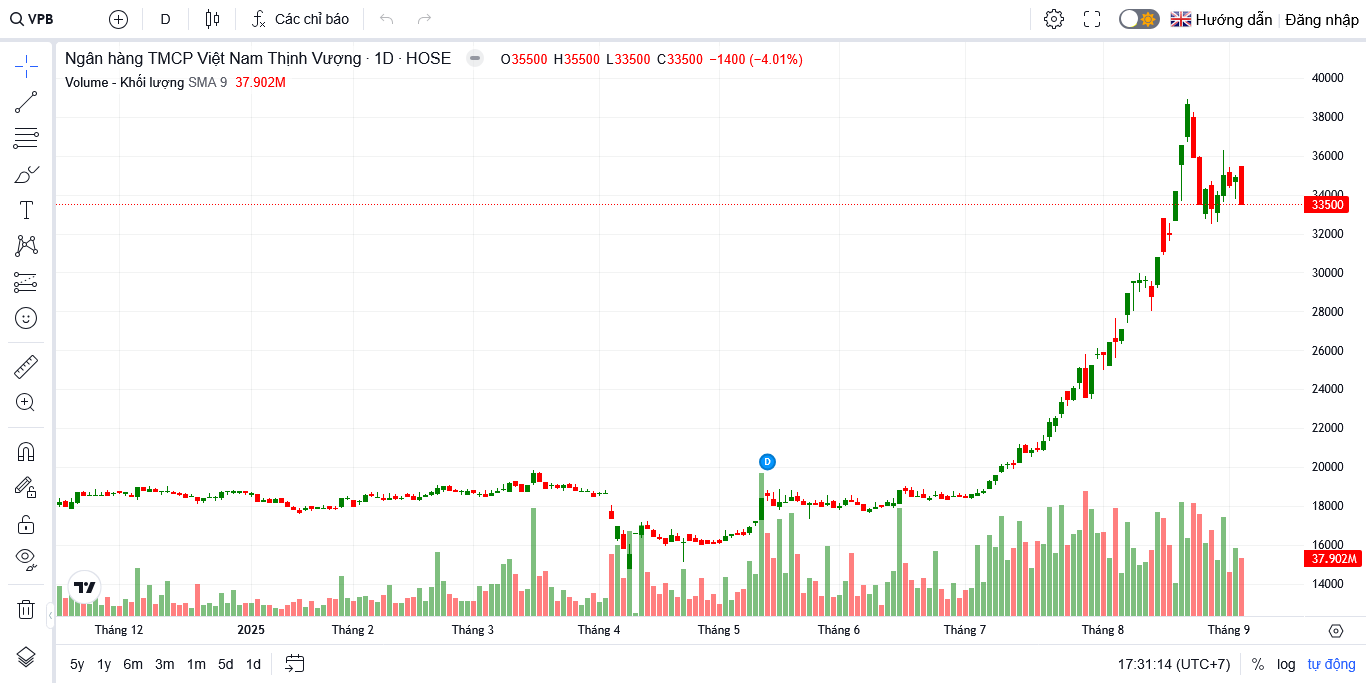 VPB D Các chỉ báo Hướng dẫn Đăng nhập
Ngân hàng TMCP Việt Nam Thịnh Vượng · 1D · HOSE O35500 H35500 L33500 C33500 −1400 (−4.01%)
Volume - Khối lượng SMA 9 37.902M
40000
38000
36000
34000
33500
32000
30000
28000
26000
24000
22000
20000
18000
16000
37.902M
14000
D
Tháng 12 2025 Tháng 2 Tháng 3 Tháng 4 Tháng 5 Tháng 6 Tháng 7 Tháng 8 Tháng 9
5y 1y 6m 3m 1m 5d 1d 17:31:14 (UTC+7) % log tự động